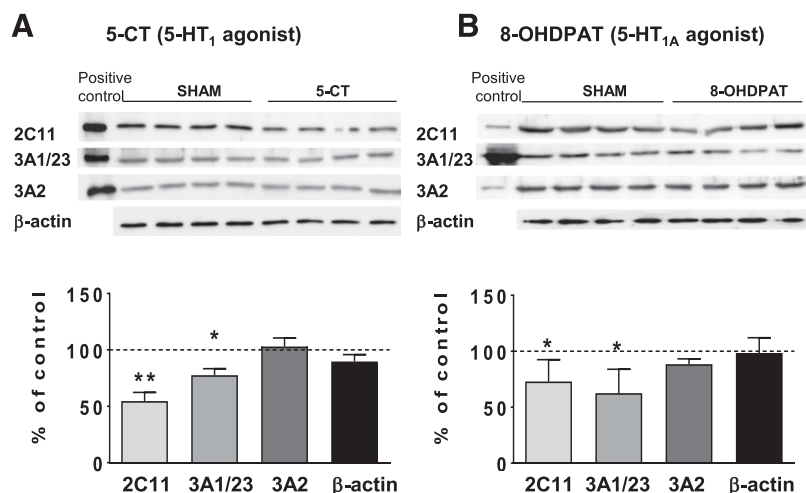 A
5-CT (5-HT1 agonist)
Positive
control
SHAM
5-CT
2C11
3A1/23
3A2
β-actin
150
100
50
0
% of control
**
*
2C11
3A1/23
3A2
β-actin
B
8-OHDPAT (5-HT1A agonist)
Positive
control
SHAM
8-OHDPAT
2C11
3A1/23
3A2
β-actin
150
100
50
0
% of control
*
*
2C11
3A1/23
3A2
β-actin